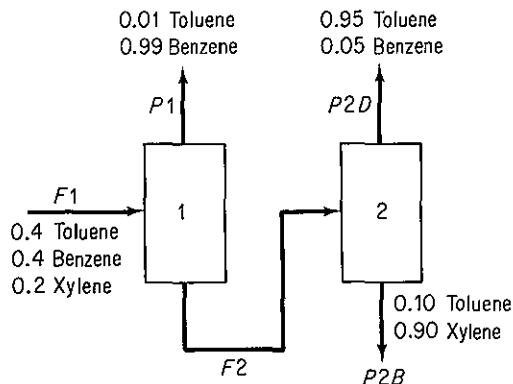 0.01 Toluene
0.99 Benzene
0.95 Toluene
0.05 Benzene
P1
P2D
F1
1
2
0.4 Toluene
0.4 Benzene
0.2 Xylene
0.10 Toluene
0.90 Xylene
F2
P2B